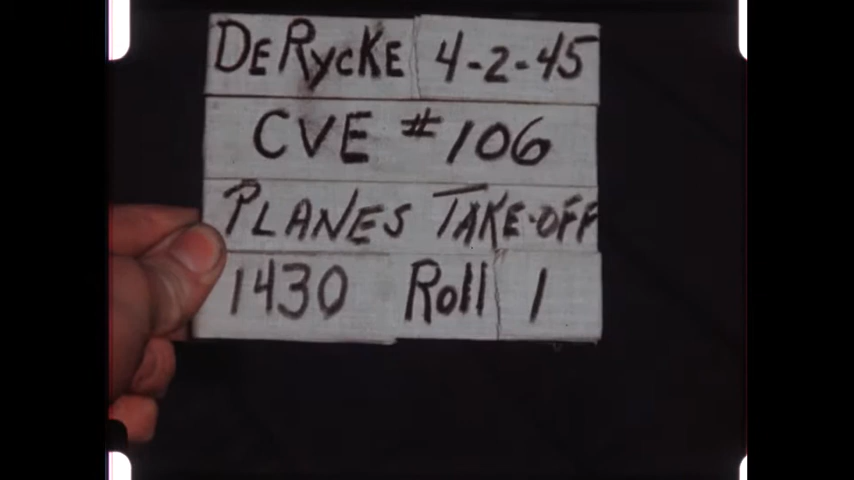 DeRycke 4-2-45
CVE #106
PLANES TAKE-OFF
1430 Roll 1